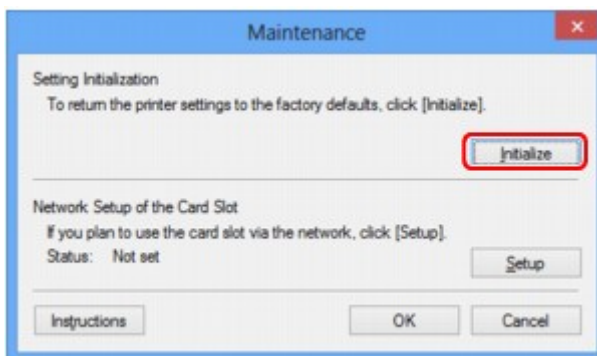 Maintenance
Setting Initialization
To return the printer settings to the factory defaults, click [Initialize].
Initialize
Network Setup of the Card Slot
If you plan to use the card slot via the network, click [Setup].
Status: Not set
Setup
Instructions OK Cancel